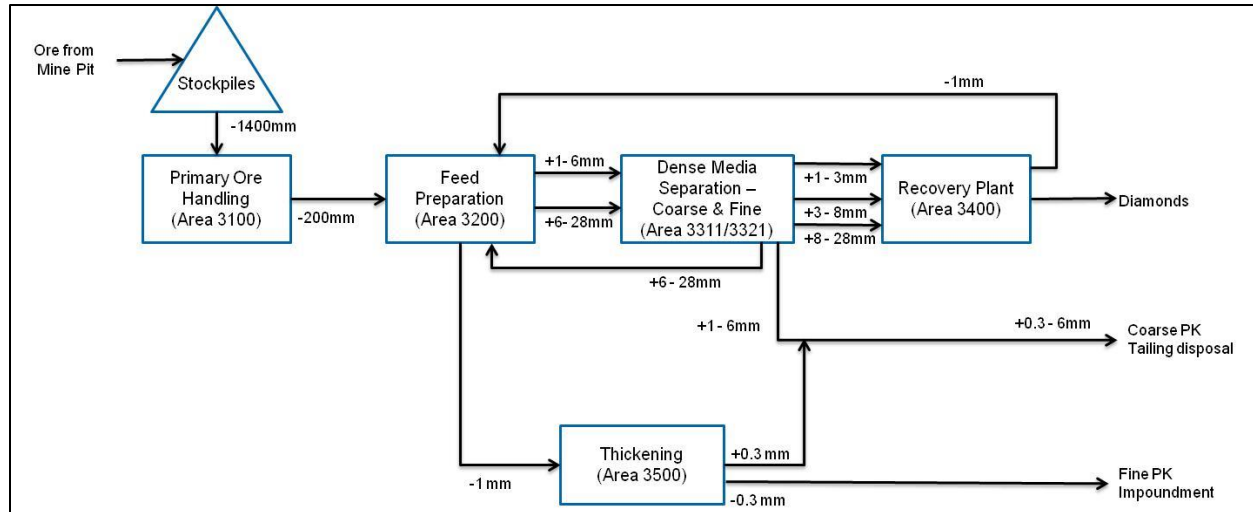 Ore from
Mine Pit
Stockpiles
-1400mm
-1mm
Primary Ore
Handling
(Area 3100)
-200mm
Feed
Preparation
(Area 3200)
+1- 6mm
+6- 28mm
Dense Media
Separation –
Coarse & Fine
(Area 3311/3321)
+1 - 3mm
+3 - 8mm
+8 - 28mm
Recovery Plant
(Area 3400)
Diamonds
+6 - 28mm
+1 - 6mm
+0.3 - 6mm
Coarse PK
Tailing disposal
-1 mm
Thickening
(Area 3500)
+0.3 mm
-0.3 mm
Fine PK
Impoundment